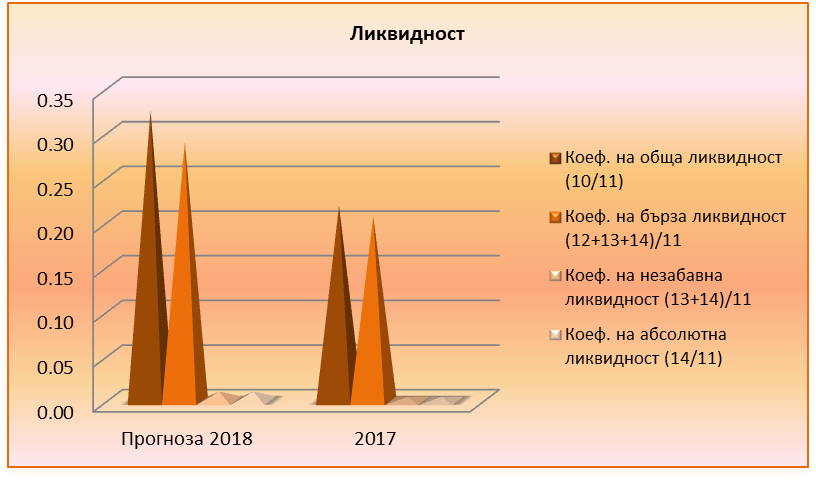 Ликвидност
0.35
0.30
0.25
0.20
0.15
0.10
0.05
0.00
Прогноза 2018
2017
Коеф. на обща ликвидност
(10/11)
Коеф. на бърза ликвидност
(12+13+14)/11
Коеф. на незабавна
ликвидност (13+14)/11
Коеф. на абсолютна
ликвидност (14/11)